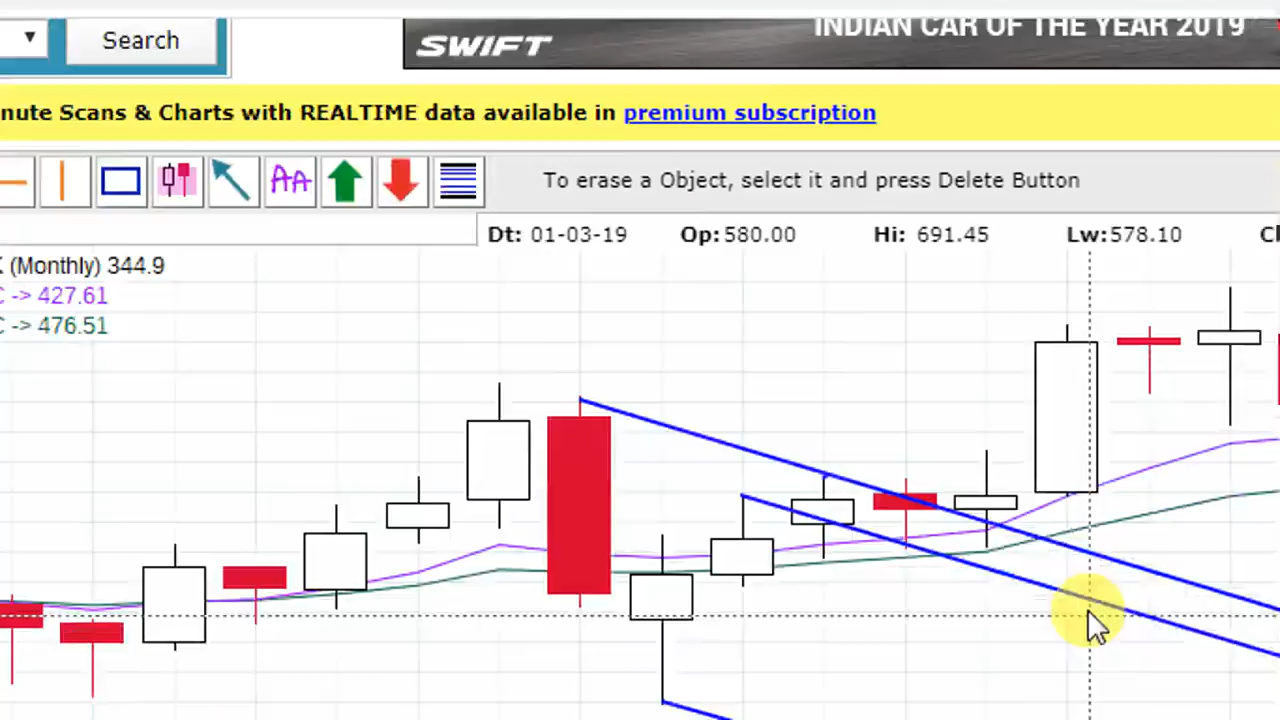 Search
SWIFT
INDIAN CAR OF THE YEAR 2019
nute Scans & Charts with REALTIME data available in premium subscription
AA
To erase a Object, select it and press Delete Button
Dt: 01-03-19 Op:580.00 Hi: 691.45 Lw:578.10 Cl
K (Monthly) 344.9
C -> 427.61
C -> 476.51